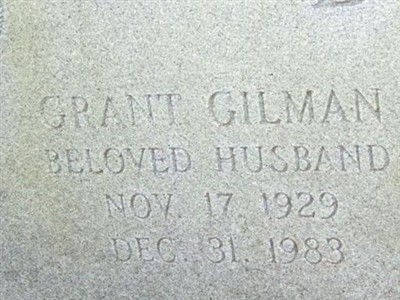 GRANT GILMAN
BELOVED HUSBAND
NOV. 17, 1929
DEC. 31, 1983